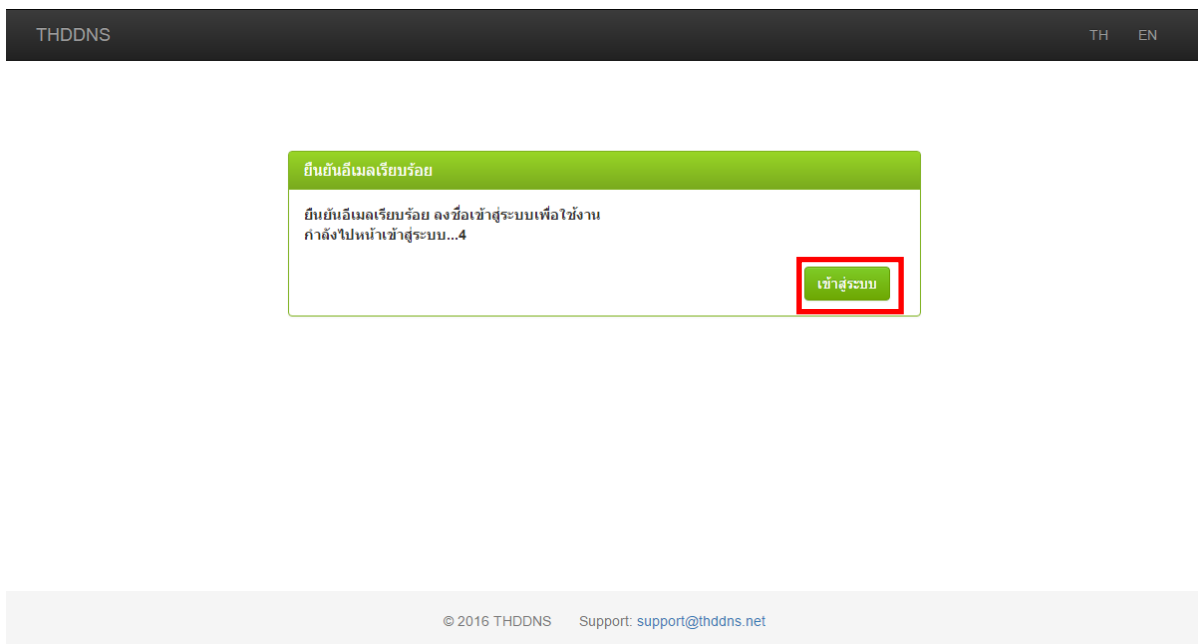 THDDNS TH EN
ยืนยันอีเมลเรียบร้อย
ยืนยันอีเมลเรียบร้อย ลงชื่อเข้าสู่ระบบเพื่อใช้งาน
กำลังไปหน้าเข้าสู่ระบบ...4
เข้าสู่ระบบ
© 2016 THDDNS Support: support@thddns.net